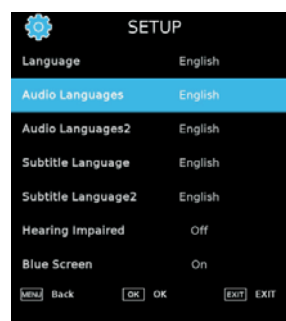 SETUP
Language English
Audio Languages English
Audio Languages2 English
Subtitle Language English
Subtitle Language2 English
Hearing Impaired Off
Blue Screen On
MENU Back OK OK EXIT EXIT